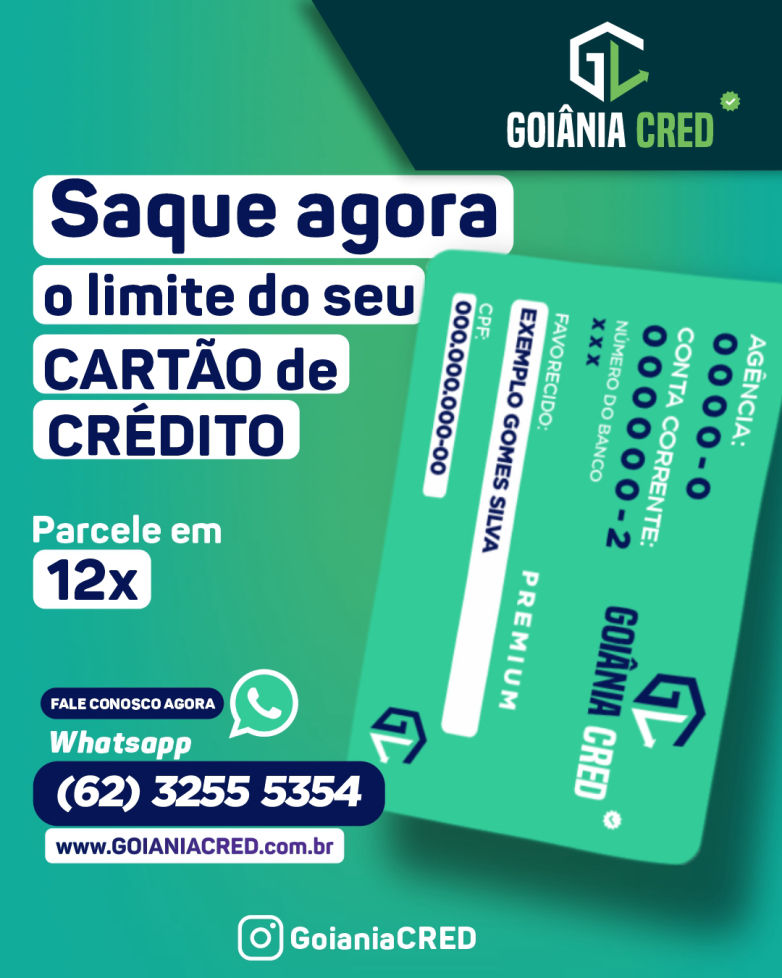 GOIÂNIA CRED
Saque agora
o limite do seu
CARTÃO de
CRÉDITO
Parcele em
12x
AGÊNCIA:
0000-0
CONTA CORRENTE:
000000-2
NÚMERO DO BANCO
XXX
FAVORECIDO:
EXEMPLO GOMES SILVA
CPF:
000.000.000-00
PREMIUM
GOIÂNIA CRED
FALE CONOSCO AGORA
Whatsapp
(62) 3255 5354
www.GOIANIACRED.com.br
GoianiaCRED